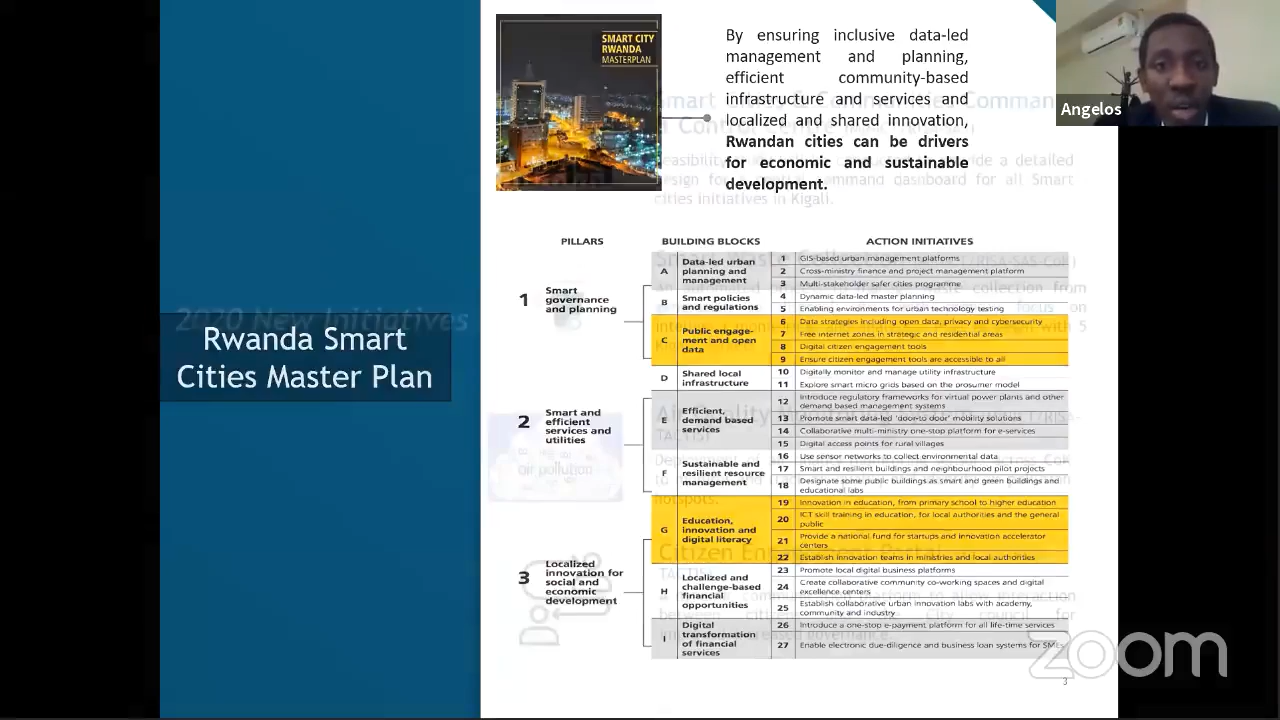 SMART CITY
RWANDA
MASTERPLAN
By ensuring inclusive data-led
management and planning,
efficient community-based
infrastructure and services and
localized and shared innovation,
Rwandan cities can be drivers
for economic and sustainable
development.
Angelos
Rwanda Smart
Cities Master Plan
2020 New Initiatives
PILLARS BUILDING BLOCKS ACTION INITIATIVES
1 Smart
governance
and planning
A Data-led urban
planning and
management
1 GIS-based urban management platforms
2 Cross-ministry finance and project management platform
3 Multi-stakeholder safer cities programme
B Smart policies
and regulations
4 Dynamic data-led master planning
5 Enabling environments for urban technology testing
C Public engage-
ment and open
data
6 Data strategies including open data, privacy and cybersecurity
7 Free internet zones in strategic and residential areas
8 Digital citizen engagement tools
9 Ensure citizen engagement tools are accessible to all
2 Smart and
efficient
services and
utilities
D Shared local
infrastructure
10 Digitally monitor and manage utility infrastructure
11 Explore smart micro grids based on the prosumer model
E Efficient,
demand based
services
12 Introduce regulatory frameworks for virtual power plants and other
demand based management systems
13 Promote smart data-led 'door-to door' mobility solutions
14 Collaborative multi-ministry one-stop platform for e-services
15 Digital access points for rural villages
F Sustainable and
resilient resource
management
16 Use sensor networks to collect environmental data
17 Smart and resilient buildings and neighbourhood pilot projects
18 Designate some public buildings as smart and green buildings and
educational labs
3 Localized
innovation for
social and
economic
development
G Education,
innovation and
digital literacy
19 Innovation in education, from primary school to higher education
20 ICT skill training in education, for local authorities and the general
public
21 Provide a national fund for startups and innovation accelerator
centers
22 Establish innovation teams in ministries and local authorities
H Localized and
challenge-based
financial
opportunities
23 Promote local digital business platforms
24 Create collaborative community co-working spaces and digital
excellence centers
25 Establish collaborative urban innovation labs with academy,
community and industry
I Digital
transformation
of financial
services
26 Introduce a one-stop e-payment platform for all life-time services
27 Enable electronic due-diligence and business loan systems for SMEs
air pollution
zoom
3